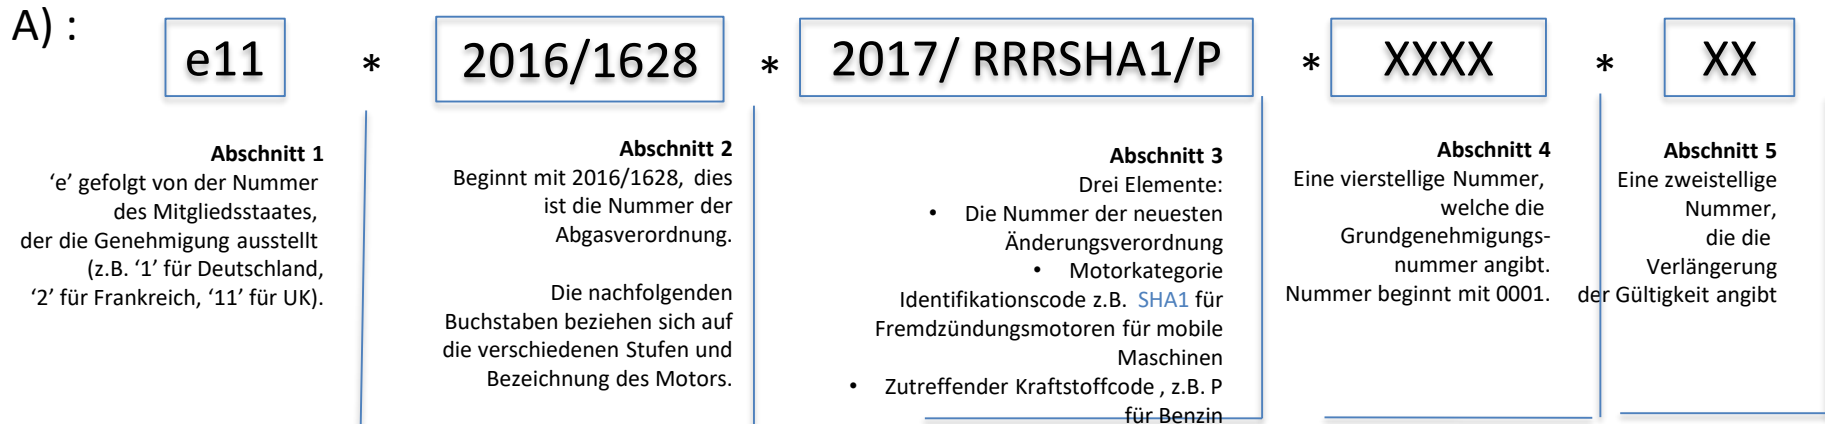 A) :
e11 * 2016/1628 * 2017/ RRRSHA1/P * XXXX * XX
Abschnitt 1
‘e’ gefolgt von der Nummer
des Mitgliedsstaates,
der die Genehmigung ausstellt
(z.B. ‘1’ für Deutschland,
‘2’ für Frankreich, ‘11’ für UK).
Abschnitt 2
Beginnt mit 2016/1628, dies
ist die Nummer der
Abgasverordnung.
Die nachfolgenden
Buchstaben beziehen sich auf
die verschiedenen Stufen und
Bezeichnung des Motors.
Abschnitt 3
Drei Elemente:
• Die Nummer der neuesten
Änderungsverordnung
• Motorkategorie
Identifikationscode z.B. SHA1 für
Fremdzündungsmotoren für mobile
Maschinen
• Zutreffender Kraftstoffcode , z.B. P
für Benzin
Abschnitt 4
Eine vierstellige Nummer,
welche die
Grundgenehmigungs-
nummer angibt.
Nummer beginnt mit 0001.
Abschnitt 5
Eine zweistellige
Nummer,
die die
Verlängerung
der Gültigkeit angibt